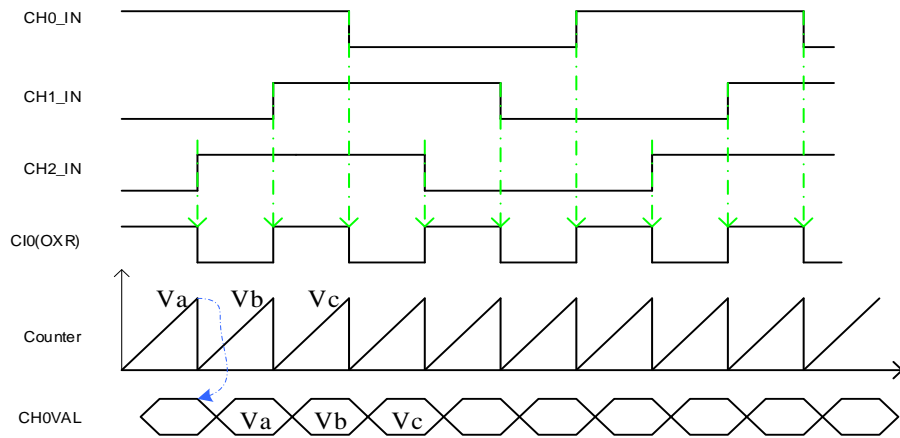 CH0_IN
CH1_IN
CH2_IN
CI0(OXR)
Va Vb Vc
Counter
CH0VAL Va Vb Vc